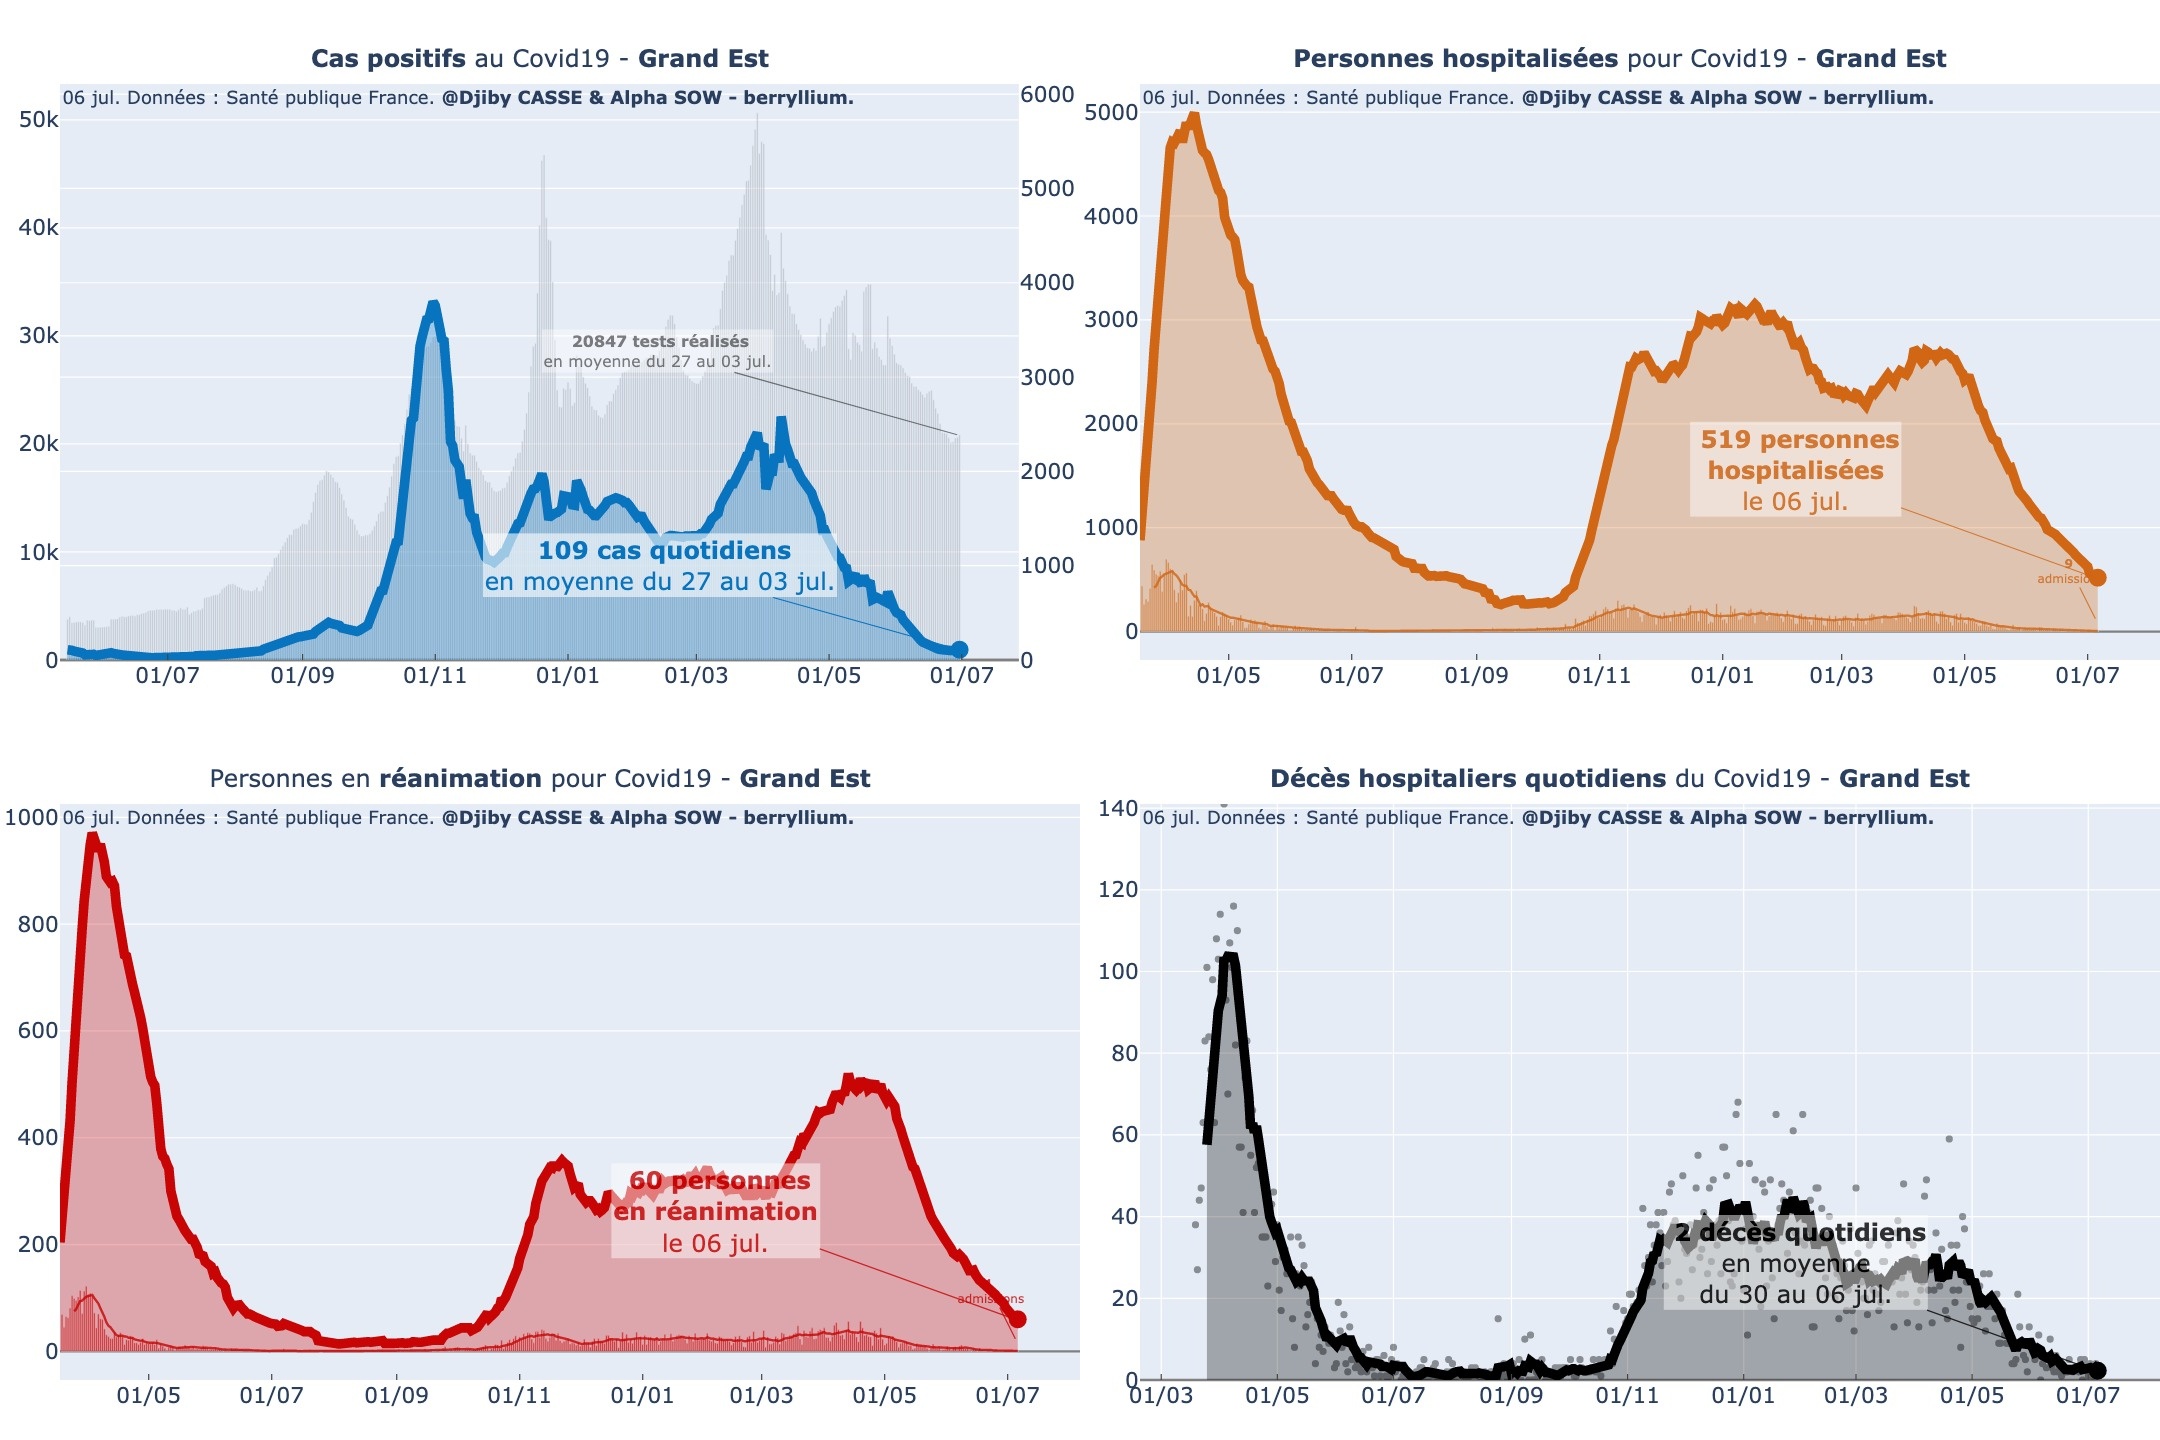 Cas positifs au Covid19 - Grand Est
06 jul. Données : Santé publique France. @Djiby CASSE & Alpha SOW - berryllium.
50k
40k
30k
20k
10k
0
6000
5000
4000
3000
2000
1000
0
20847 tests réalisés
en moyenne du 27 au 03 jul.
109 cas quotidiens
en moyenne du 27 au 03 jul.
01/07 01/09 01/11 01/01 01/03 01/05 01/07
Personnes hospitalisées pour Covid19 - Grand Est
06 jul. Données : Santé publique France. @Djiby CASSE & Alpha SOW - berryllium.
5000
4000
3000
2000
1000
0
519 personnes
hospitalisées
le 06 jul.
9
01/05 01/07 01/09 01/11 01/01 01/03 01/05 01/07
Personnes en réanimation pour Covid19 - Grand Est
06 jul. Données : Santé publique France. @Djiby CASSE & Alpha SOW - berryllium.
1000
800
600
400
200
0
60 personnes
en réanimation
le 06 jul.
admissions
01/05 01/07 01/09 01/11 01/01 01/03 01/05 01/07
Décès hospitaliers quotidiens du Covid19 - Grand Est
06 jul. Données : Santé publique France. @Djiby CASSE & Alpha SOW - berryllium.
140
120
100
80
60
40
20
0
2 décès quotidiens
en moyenne
du 30 au 06 jul.
01/03 01/05 01/07 01/09 01/11 01/01 01/03 01/05 01/07